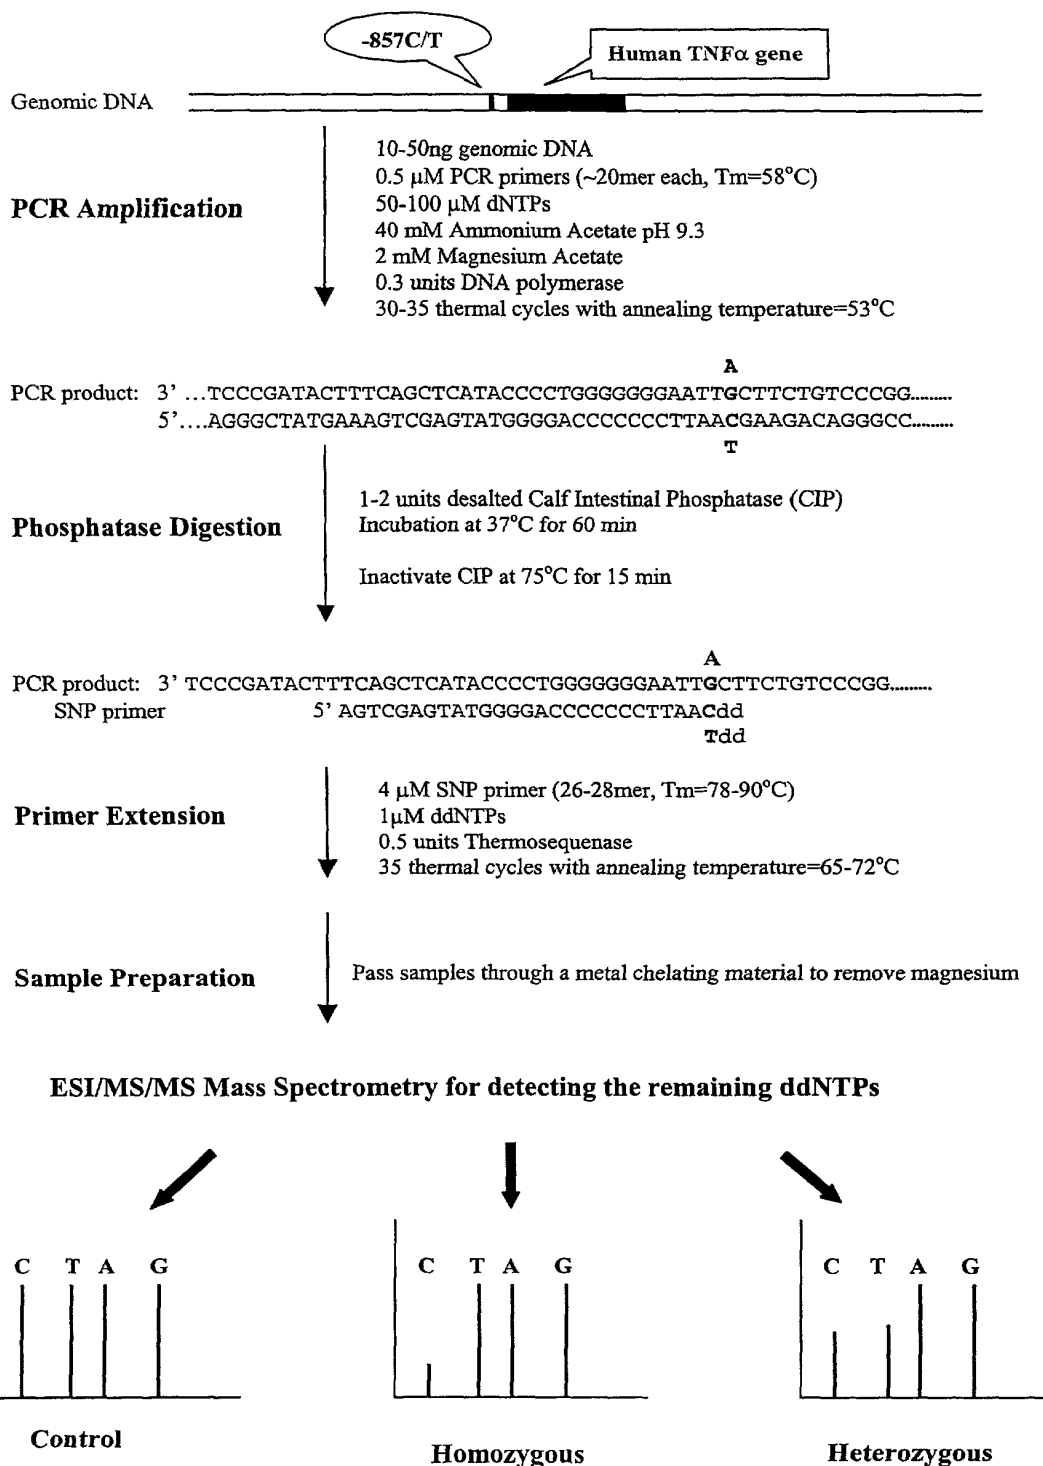 -857C/T
Human TNFα gene
Genomic DNA
10-50ng genomic DNA
0.5 μM PCR primers (~20mer each, Tm=58°C)
50-100 μM dNTPs
40 mM Ammonium Acetate pH 9.3
2 mM Magnesium Acetate
0.3 units DNA polymerase
30-35 thermal cycles with annealing temperature=53°C
PCR Amplification
A
PCR product: 3' ...TCCCGATACTTTCAGCTCATACCCCTGGGGGGGAATTGCTTCTGTCCCGG.........
5'....AGGGCTATGAAAGTCGAGTATGGGGACCCCCCCTTAACGAAGACAGGGCC.........
T
1-2 units desalted Calf Intestinal Phosphatase (CIP)
Incubation at 37°C for 60 min
Inactivate CIP at 75°C for 15 min
Phosphatase Digestion
A
PCR product: 3' TCCCGATACTTTCAGCTCATACCCCTGGGGGGGAATTGCTTCTGTCCCGG.........
SNP primer 5' AGTCGAGTATGGGGACCCCCCCTTAACdd
Tdd
4 μM SNP primer (26-28mer, Tm=78-90°C)
1μM ddNTPs
0.5 units Thermosequenase
35 thermal cycles with annealing temperature=65-72°C
Primer Extension
Sample Preparation
Pass samples through a metal chelating material to remove magnesium
ESI/MS/MS Mass Spectrometry for detecting the remaining ddNTPs
C T A G
Control
C T A G
Homozygous
C T A G
Heterozygous